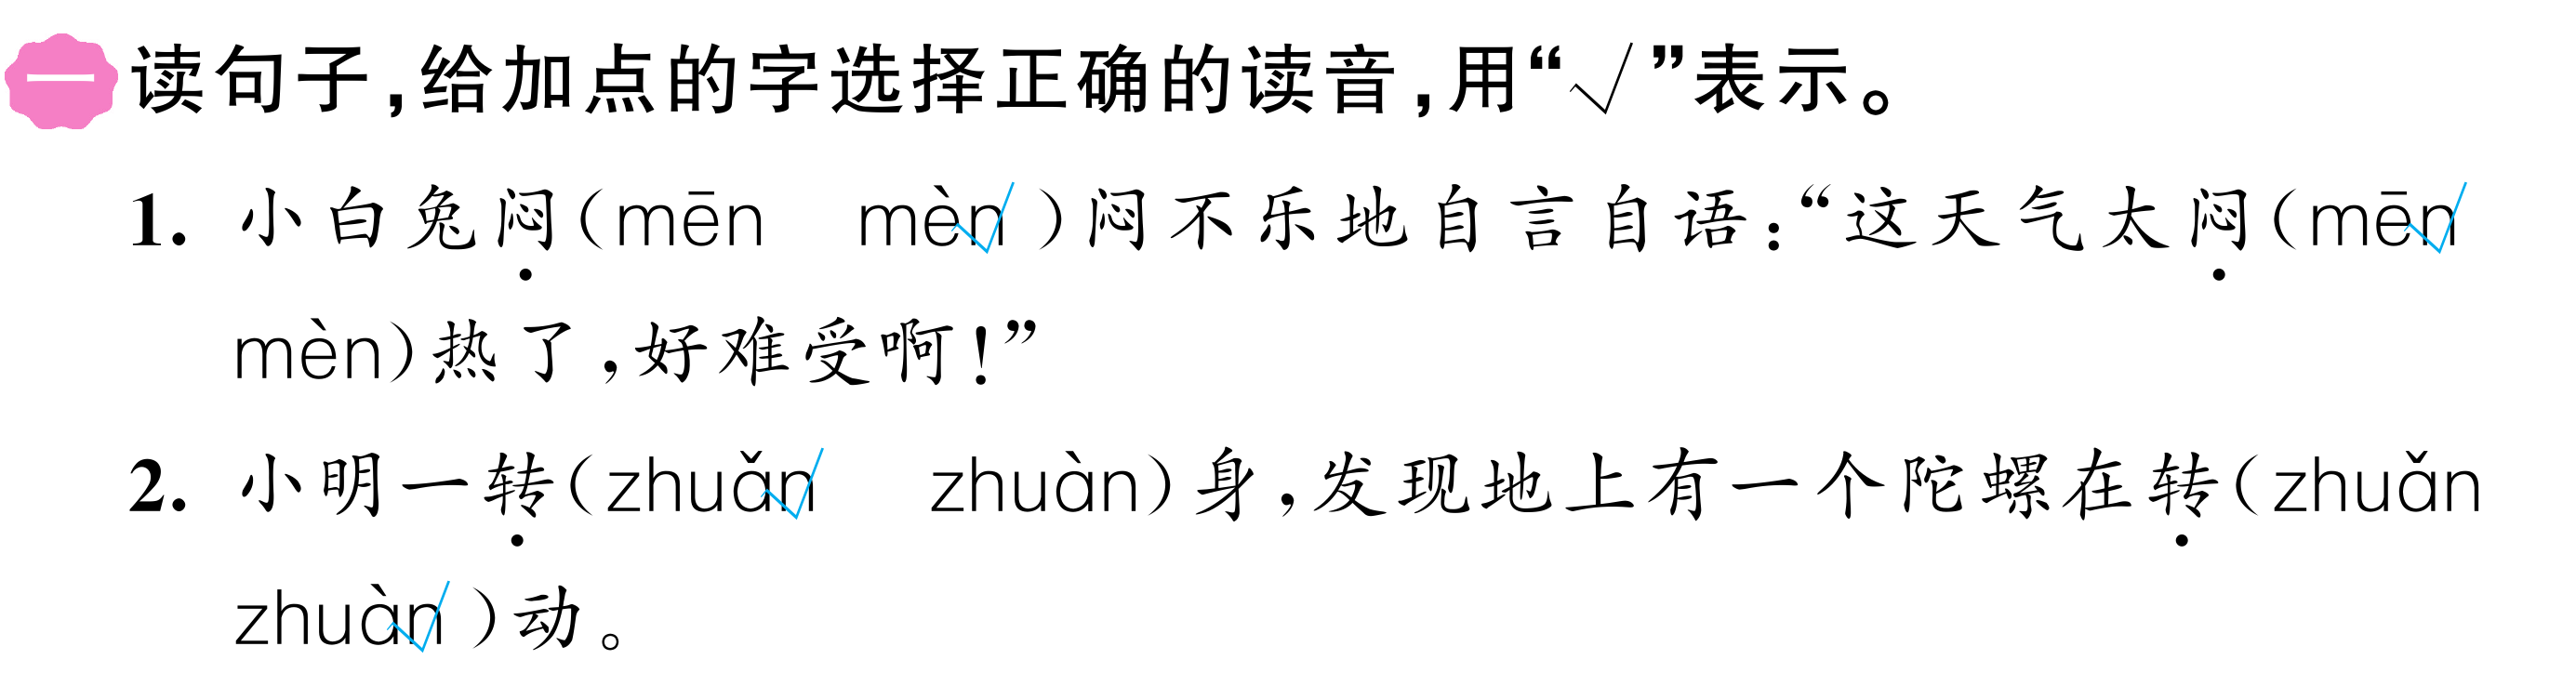 一 读句子,给加点的字选择正确的读音,用“√”表示。
1. 小白兔闷(mēn mèn√)闷不乐地自言自语:“这天气太闷(mēn√
mèn)热了,好难受啊!”
2. 小明一转(zhuǎn√ zhuàn)身,发现地上有一个陀螺在转(zhuǎn
zhuàn√)动。